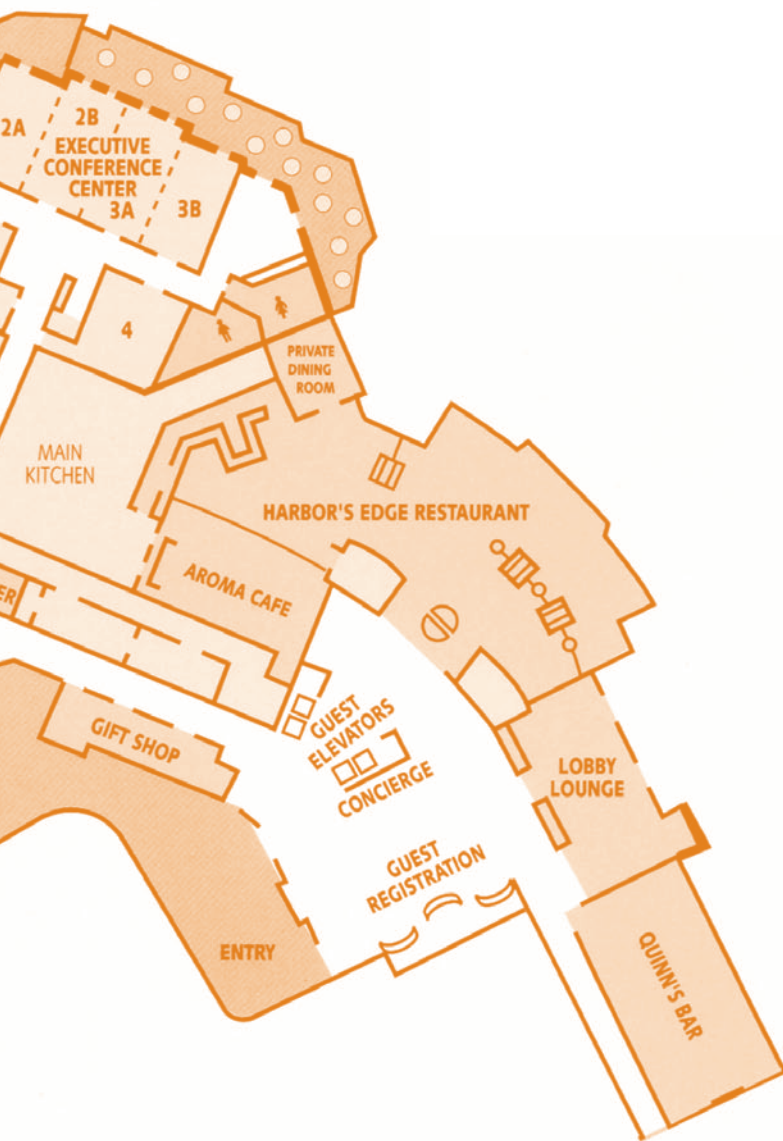 2A
2B
EXECUTIVE
CONFERENCE
CENTER
3A
3B
4
PRIVATE
DINING
ROOM
MAIN
KITCHEN
HARBOR'S EDGE RESTAURANT
AROMA CAFE
ER
GIFT SHOP
GUEST
ELEVATORS
CONCIERGE
LOBBY
LOUNGE
GUEST
REGISTRATION
ENTRY
QUINN'S BAR